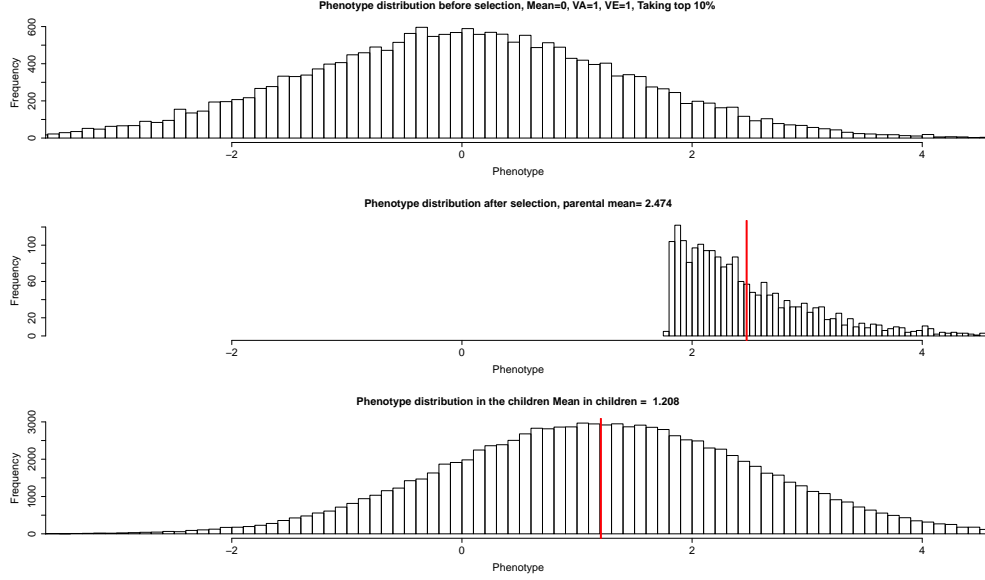 Phenotype distribution before selection, Mean=0, VA=1, VE=1, Taking top 10%
Frequency
0 200 400 600
−2 0 2 4
Phenotype
Phenotype distribution after selection, parental mean= 2.474
Frequency
0 20 60 100
−2 0 2 4
Phenotype
Phenotype distribution in the children Mean in children = 1.208
Frequency
0 1000 2000 3000
−2 0 2 4
Phenotype